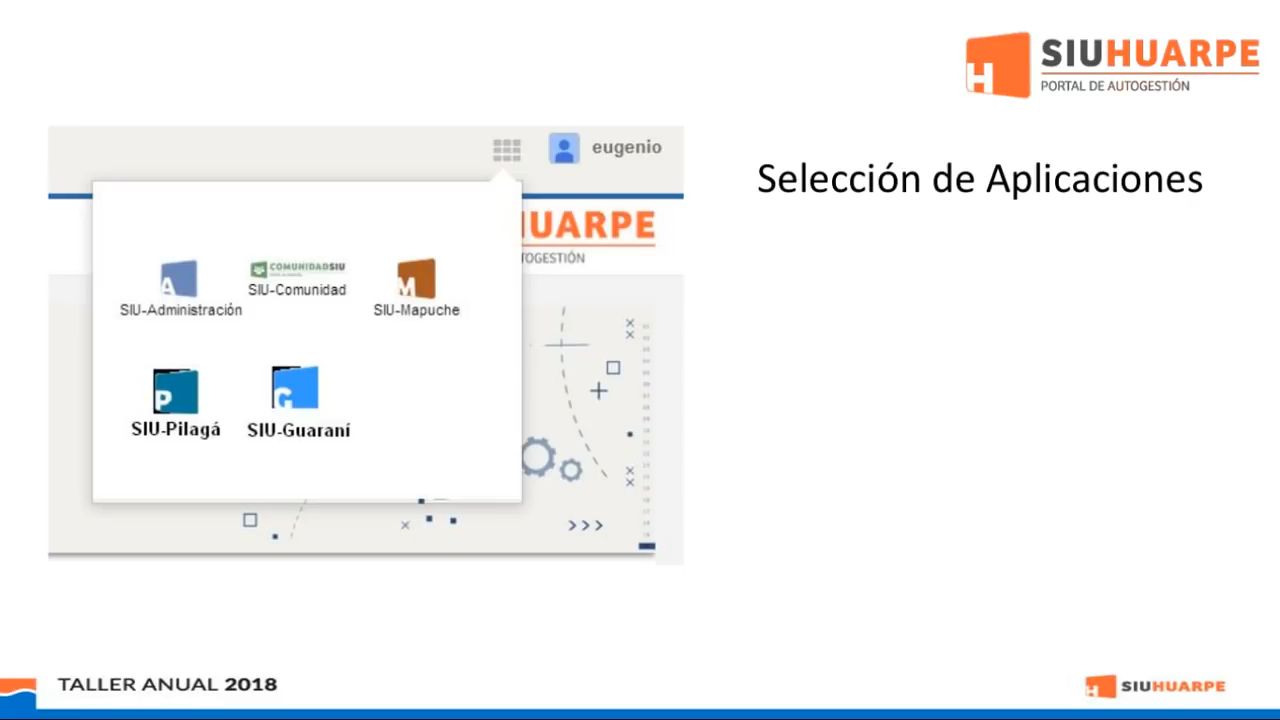 SIUHUARPE
PORTAL DE AUTOGESTIÓN
Selección de Aplicaciones
eugenio
HUARPE
TOGESTIÓN
A
COMUNIDADSIU
M
SIU-Administración
SIU-Comunidad
SIU-Mapuche
P
G
SIU-Pilagá
SIU-Guaraní
TALLER ANUAL 2018
SIUHUARPE